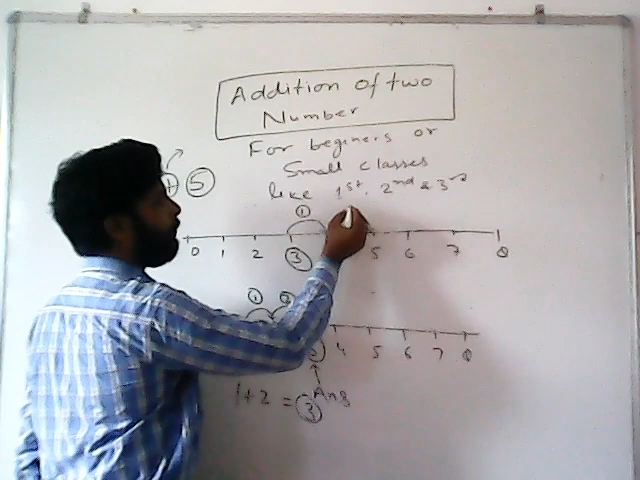 Addition of two
Number
For beginers or
Small classes
like 1st, 2nd & 3rd
+ 5
1
0 1 2 3 5 6 7 8
1 2
4 5 6 7 8
1+2 = 3 Ans